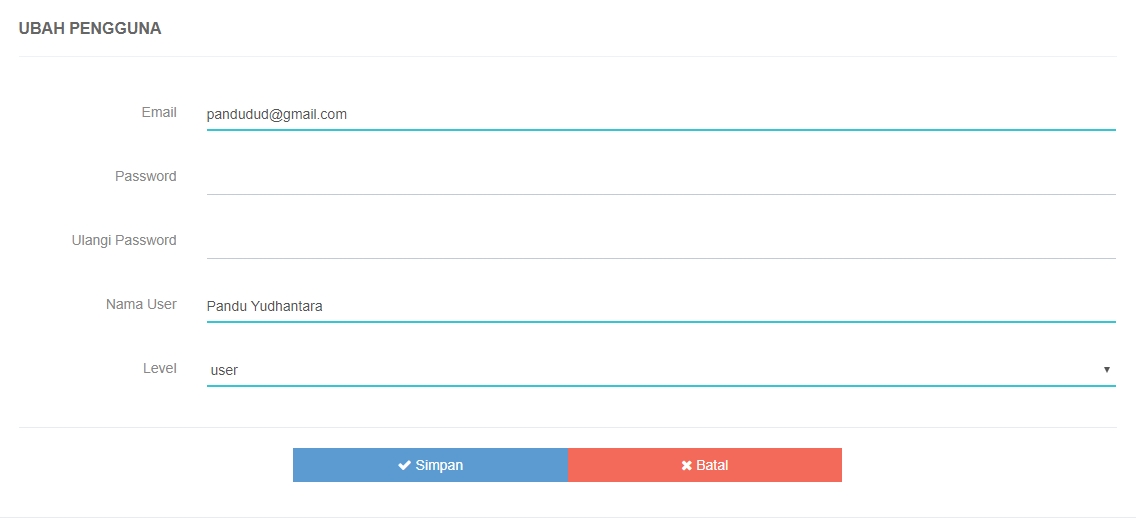 UBAH PENGGUNA
Email pandudud@gmail.com
Password
Ulangi Password
Nama User Pandu Yudhantara
Level user
Simpan Batal